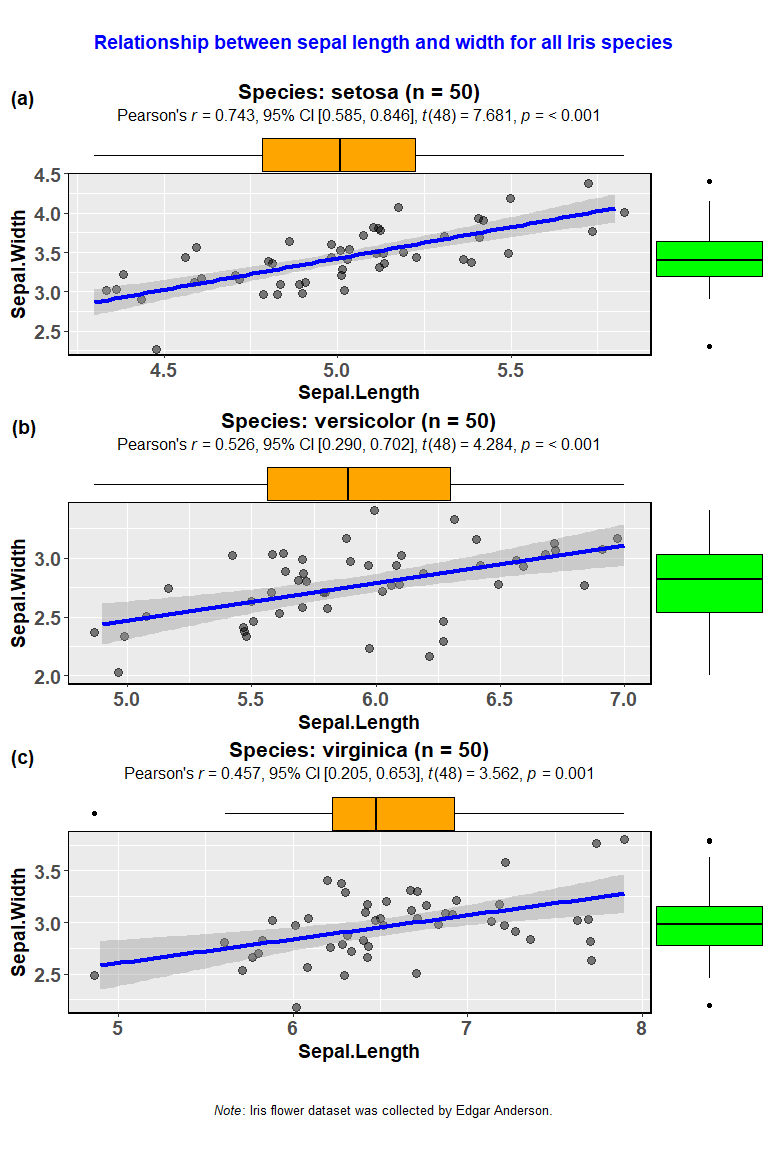 Relationship between sepal length and width for all Iris species
(a)
Species: setosa (n = 50)
Pearson's r = 0.743, 95% CI [0.585, 0.846], t(48) = 7.681, p = < 0.001
4.5
4.0
3.5
3.0
2.5
Sepal.Width
4.5 5.0 5.5
Sepal.Length
(b)
Species: versicolor (n = 50)
Pearson's r = 0.526, 95% CI [0.290, 0.702], t(48) = 4.284, p = < 0.001
3.0
2.5
2.0
Sepal.Width
5.0 5.5 6.0 6.5 7.0
Sepal.Length
(c)
Species: virginica (n = 50)
Pearson's r = 0.457, 95% CI [0.205, 0.653], t(48) = 3.562, p = 0.001
3.5
3.0
2.5
Sepal.Width
5 6 7 8
Sepal.Length
Note: Iris flower dataset was collected by Edgar Anderson.